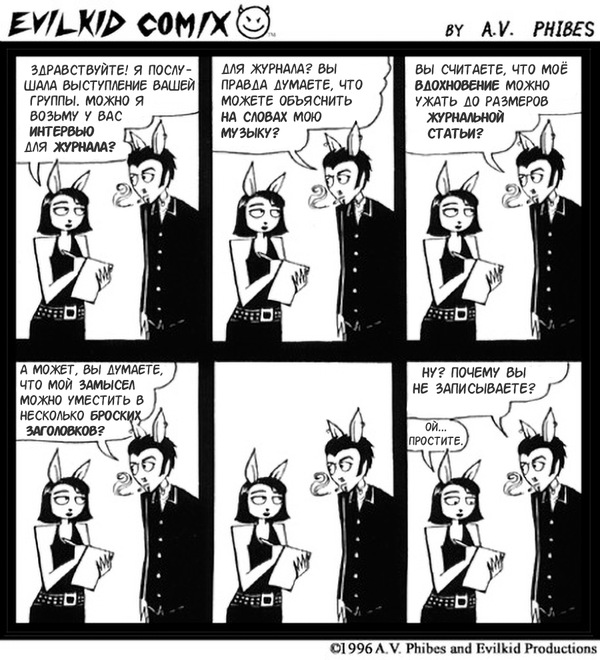 EVILKID COMIX
TM
BY A.V. PHIBES
ЗДРАВСТВУЙТЕ! Я ПОСЛУ-
ШАЛА ВЫСТУПЛЕНИЕ ВАШЕЙ
ГРУППЫ. МОЖНО Я
ВОЗЬМУ У ВАС
ИНТЕРВЬЮ
ДЛЯ ЖУРНАЛА?
ДЛЯ ЖУРНАЛА? ВЫ
ПРАВДА ДУМАЕТЕ, ЧТО
МОЖЕТЕ ОБЪЯСНИТЬ
НА СЛОВАХ МОЮ
МУЗЫКУ?
ВЫ СЧИТАЕТЕ, ЧТО МОЁ
ВДОХНОВЕНИЕ МОЖНО
УЖАТЬ ДО РАЗМЕРОВ
ЖУРНАЛЬНОЙ
СТАТЬИ?
А МОЖЕТ, ВЫ ДУМАЕТЕ,
ЧТО МОЙ ЗАМЫСЕЛ
МОЖНО УМЕСТИТЬ В
НЕСКОЛЬКО БРОСКИХ
ЗАГОЛОВКОВ?
НУ? ПОЧЕМУ ВЫ
НЕ ЗАПИСЫВАЕТЕ?
ОЙ...
ПРОСТИТЕ.
©1996 A.V. Phibes and Evilkid Productions